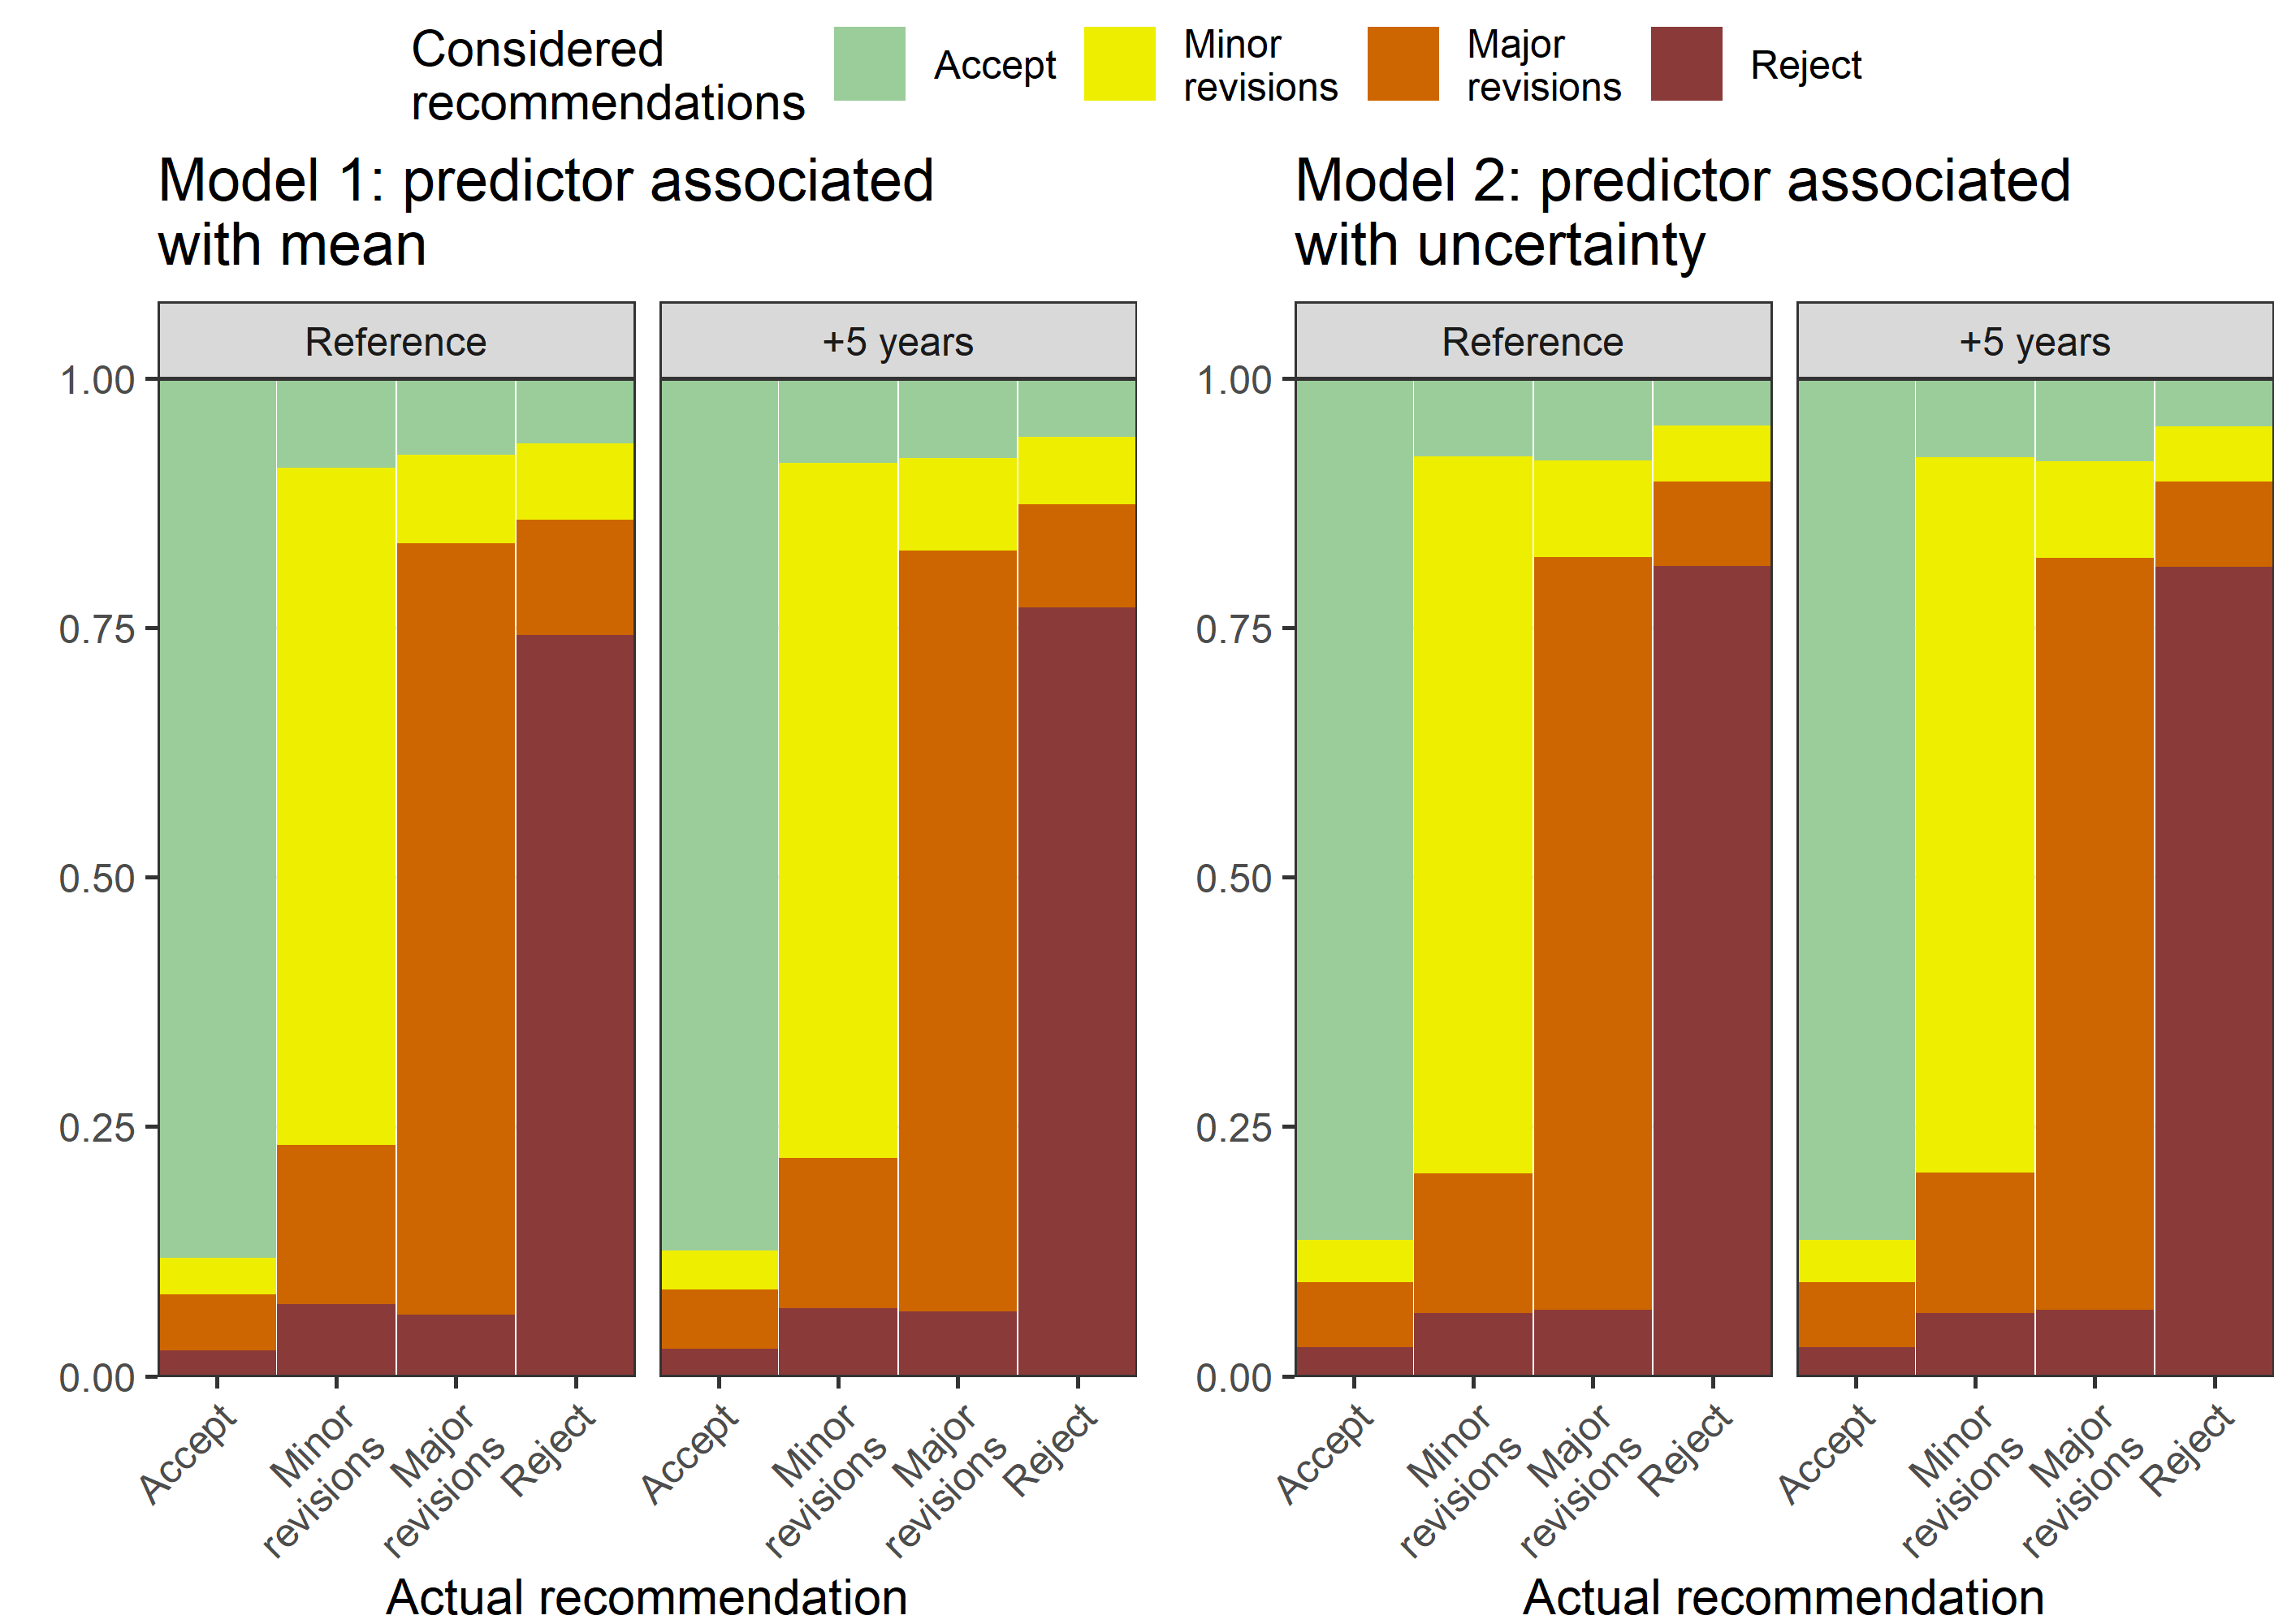 Considered
recommendations
Accept
Minor
revisions
Major
revisions
Reject
Model 1: predictor associated
with mean
Reference
+5 years
1.00
0.75
0.50
0.25
0.00
Accept
Minor
revisions
Major
revisions
Reject
Accept
Minor
revisions
Major
revisions
Reject
Actual recommendation
Model 2: predictor associated
with uncertainty
Reference
+5 years
1.00
0.75
0.50
0.25
0.00
Accept
Minor
revisions
Major
revisions
Reject
Accept
Minor
revisions
Major
revisions
Reject
Actual recommendation